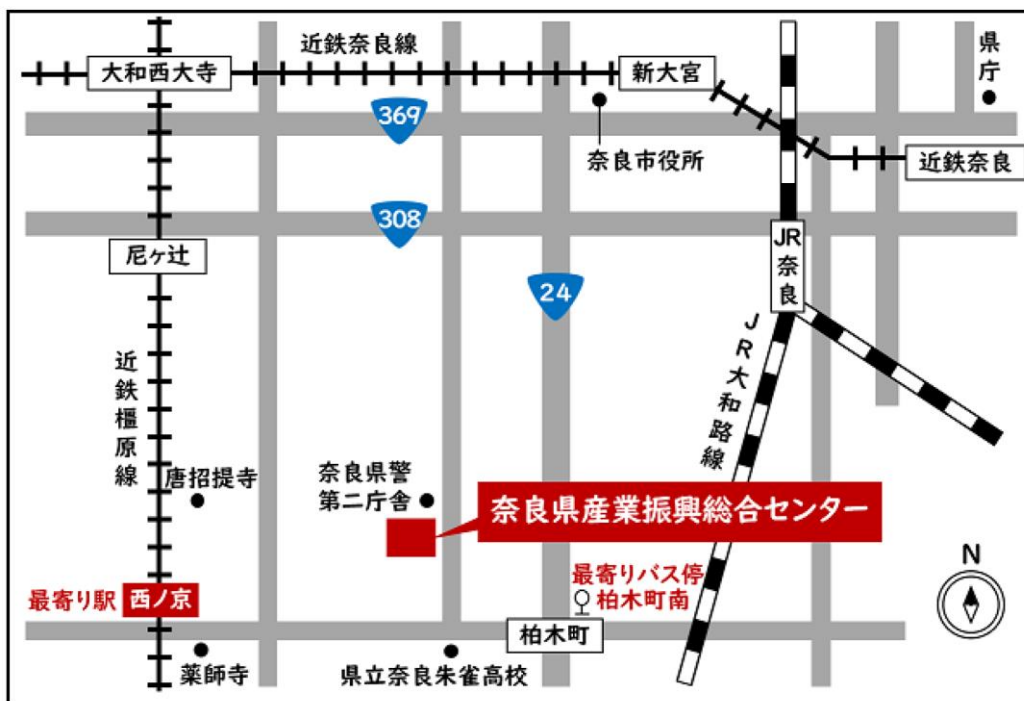 近鉄奈良線
県庁
大和西大寺
新大宮
369
奈良市役所
近鉄奈良
308
尼ヶ辻
JR奈良
24
JR大和路線
近鉄橿原線
唐招提寺
奈良県警
第二庁舎
奈良県産業振興総合センター
N
最寄りバス停
柏木町南
最寄り駅 西ノ京
柏木町
薬師寺
県立奈良朱雀高校